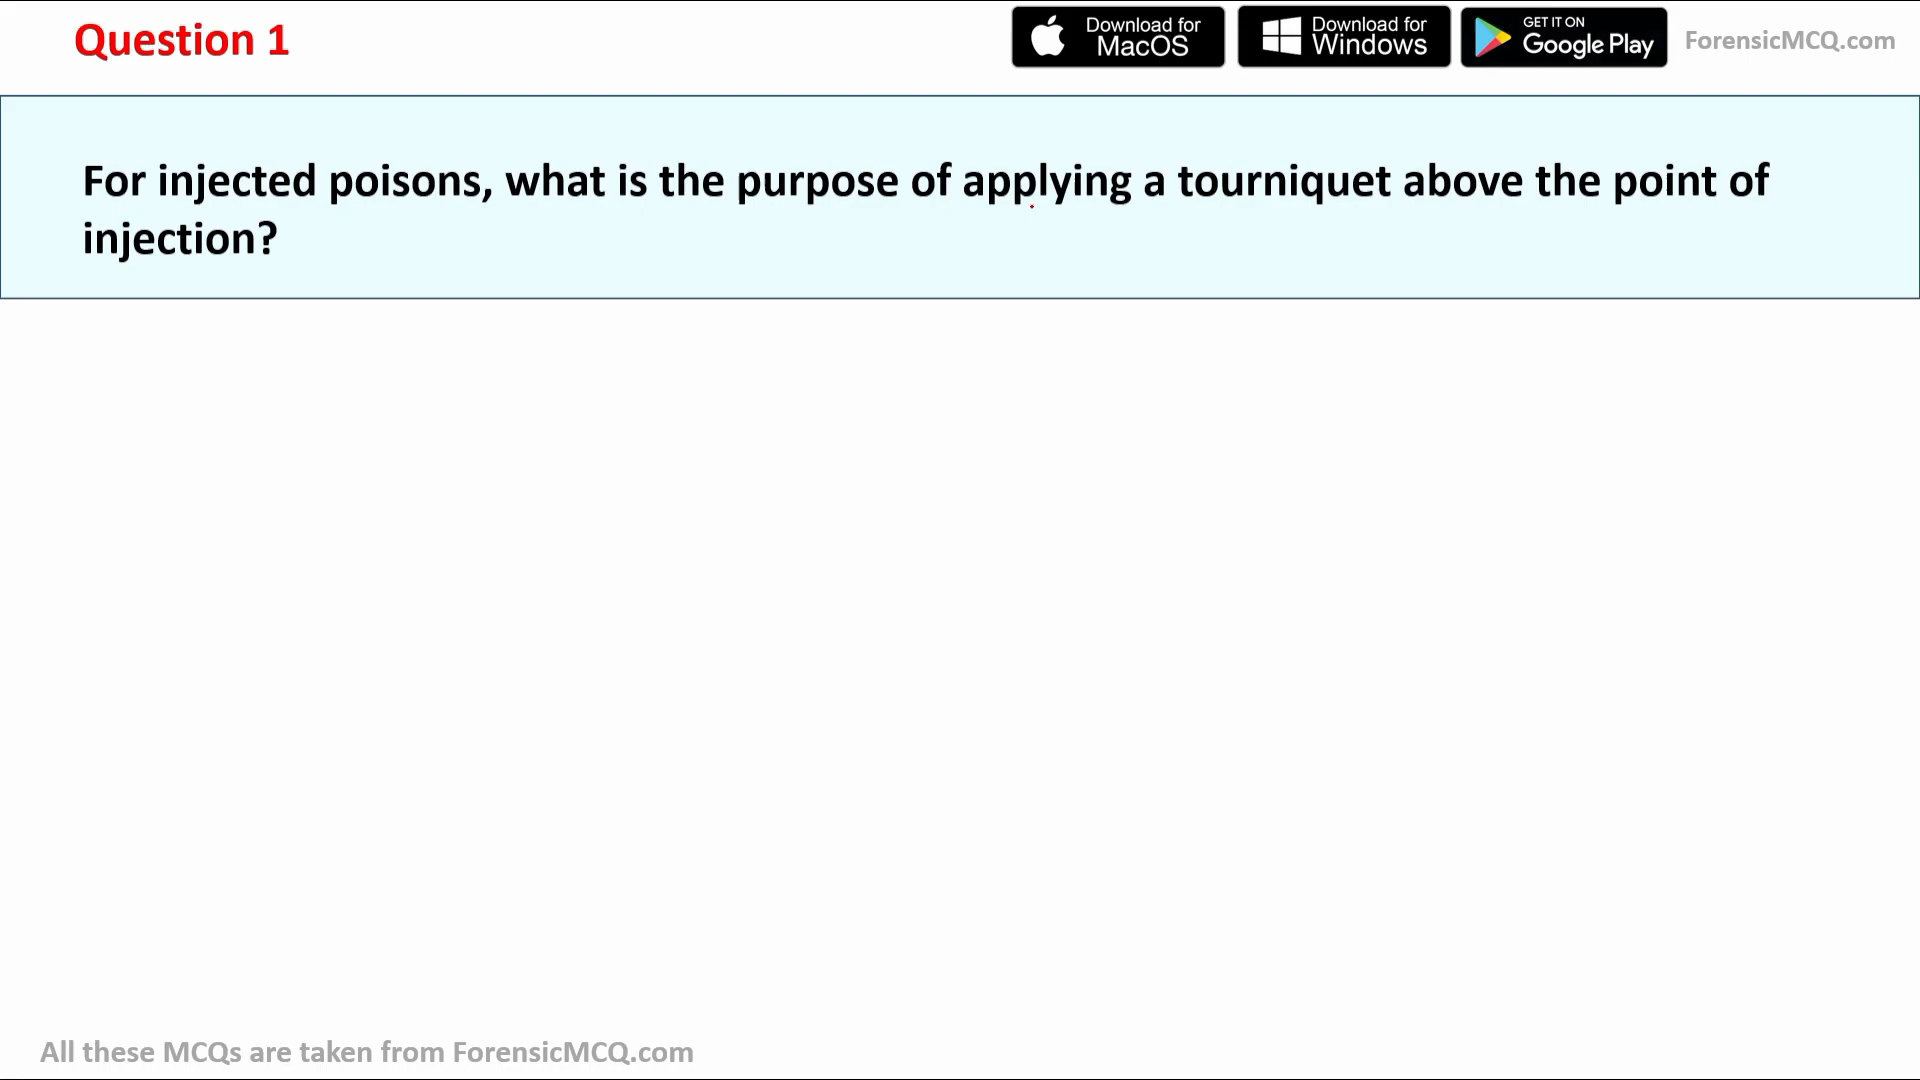 Question 1
Download for
MacOS
Download for
Windows
GET IT ON
Google Play
ForensicMCQ.com
For injected poisons, what is the purpose of applying a tourniquet above the point of
injection?
All these MCQs are taken from ForensicMCQ.com